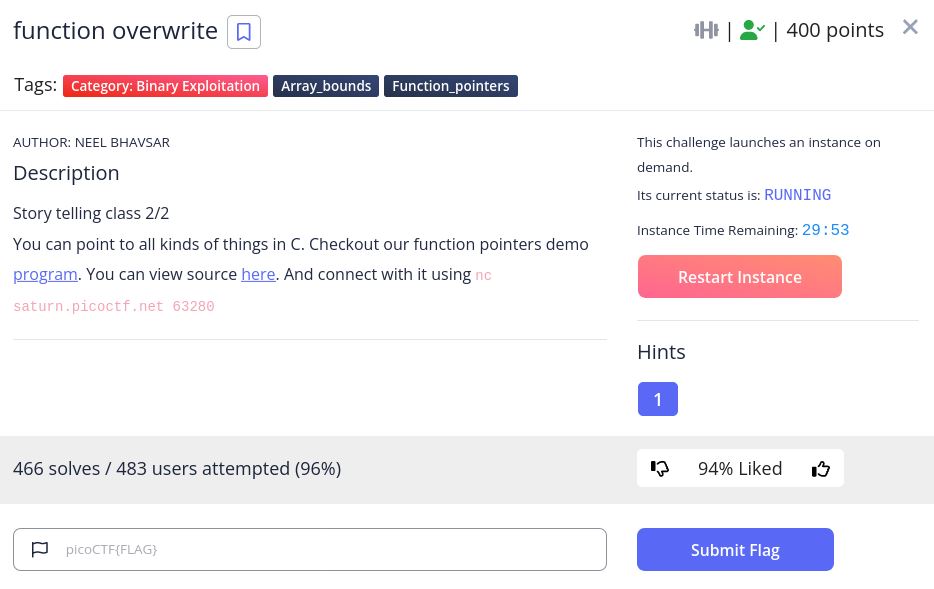 function overwrite
| | 400 points
Tags: Category: Binary Exploitation Array_bounds Function_pointers
AUTHOR: NEEL BHAVSAR
Description
Story telling class 2/2
You can point to all kinds of things in C. Checkout our function pointers demo
program. You can view source here. And connect with it using nc
saturn.picoctf.net 63280
This challenge launches an instance on
demand.
Its current status is: RUNNING
Instance Time Remaining: 29:53
Restart Instance
Hints
1
466 solves / 483 users attempted (96%)
94% Liked
picoCTF{FLAG}
Submit Flag